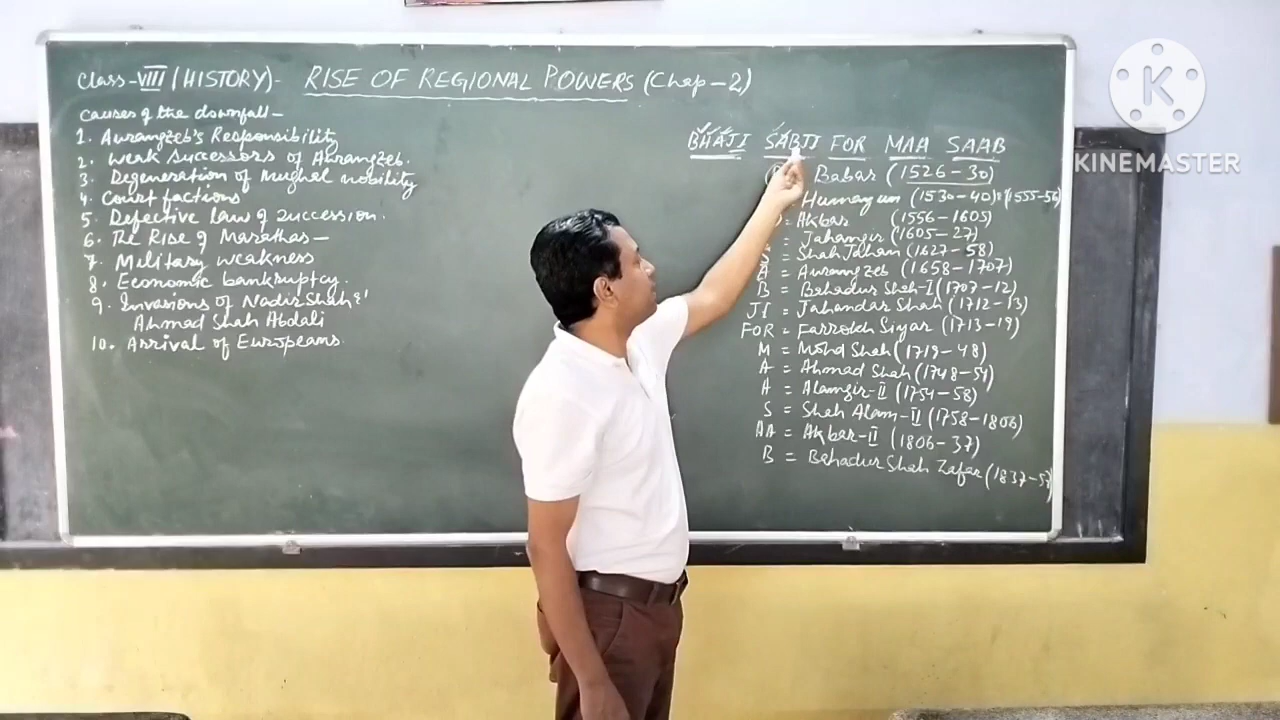 Class-VIII (HISTORY)- RISE OF REGIONAL POWERS (Chap-2)
Causes of the downfall-
1. Aurangzeb's Responsibility
2. Weak successors of Aurangzeb.
3. Degeneration of Mughal nobility
4. Court factions
5. Defective law of succession.
6. The Rise of Marathas-
7. Military weakness
8. Economic bankruptcy.
9. Invasions of Nadir Shah &
Ahmad Shah Abdali
10. Arrival of Europeans.
BHAJI SABJI FOR MAA SAAB
Babar (1526-30)
Humayun (1530-40) & (1555-56)
= Akbar (1556-1605)
= Jahangir (1605-27)
S = Shah Jahan (1627-58)
A = Aurangzeb (1658-1707)
B = Bahadur Shah-I (1707-12)
JI = Jahandar Shah (1712-13)
FOR = Farrokh Siyar (1713-19)
M = Mohd Shah (1719-48)
A = Ahmad Shah (1748-54)
A = Alamgir-II (1754-58)
S = Shah Alam-II (1758-1806)
AA = Akbar-II (1806-37)
B = Bahadur Shah Zafar (1837-57)
K
KINEMASTER